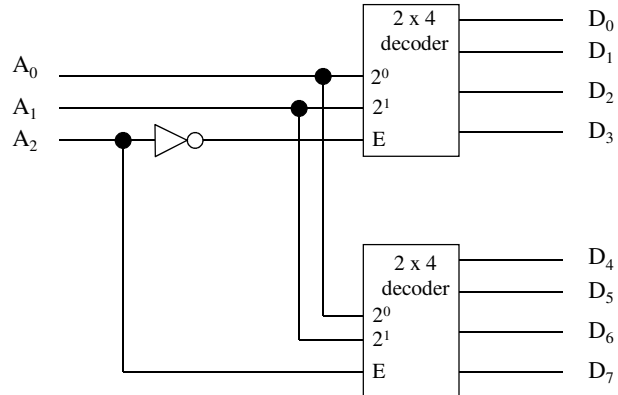 2 x 4
decoder
D₀
D₁
D₂
D₃
A₀
A₁
A₂
2⁰
2¹
E
2 x 4
decoder
D₄
D₅
D₆
D₇
2⁰
2¹
E